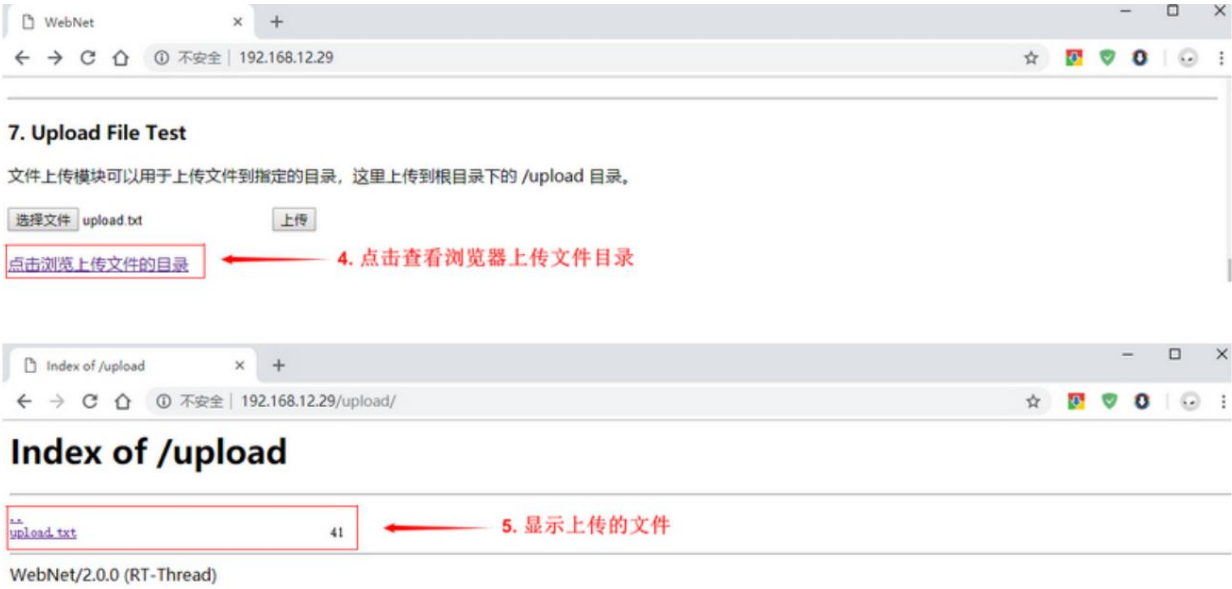 WebNet
不安全 | 192.168.12.29
7. Upload File Test
文件上传模块可以用于上传文件到指定的目录，这里上传到根目录下的 /upload 目录。
选择文件 upload.txt 上传
点击浏览上传文件的目录 4. 点击查看浏览器上传文件目录
Index of /upload
不安全 | 192.168.12.29/upload/
Index of /upload
..
upload.txt 41 5. 显示上传的文件
WebNet/2.0.0 (RT-Thread)